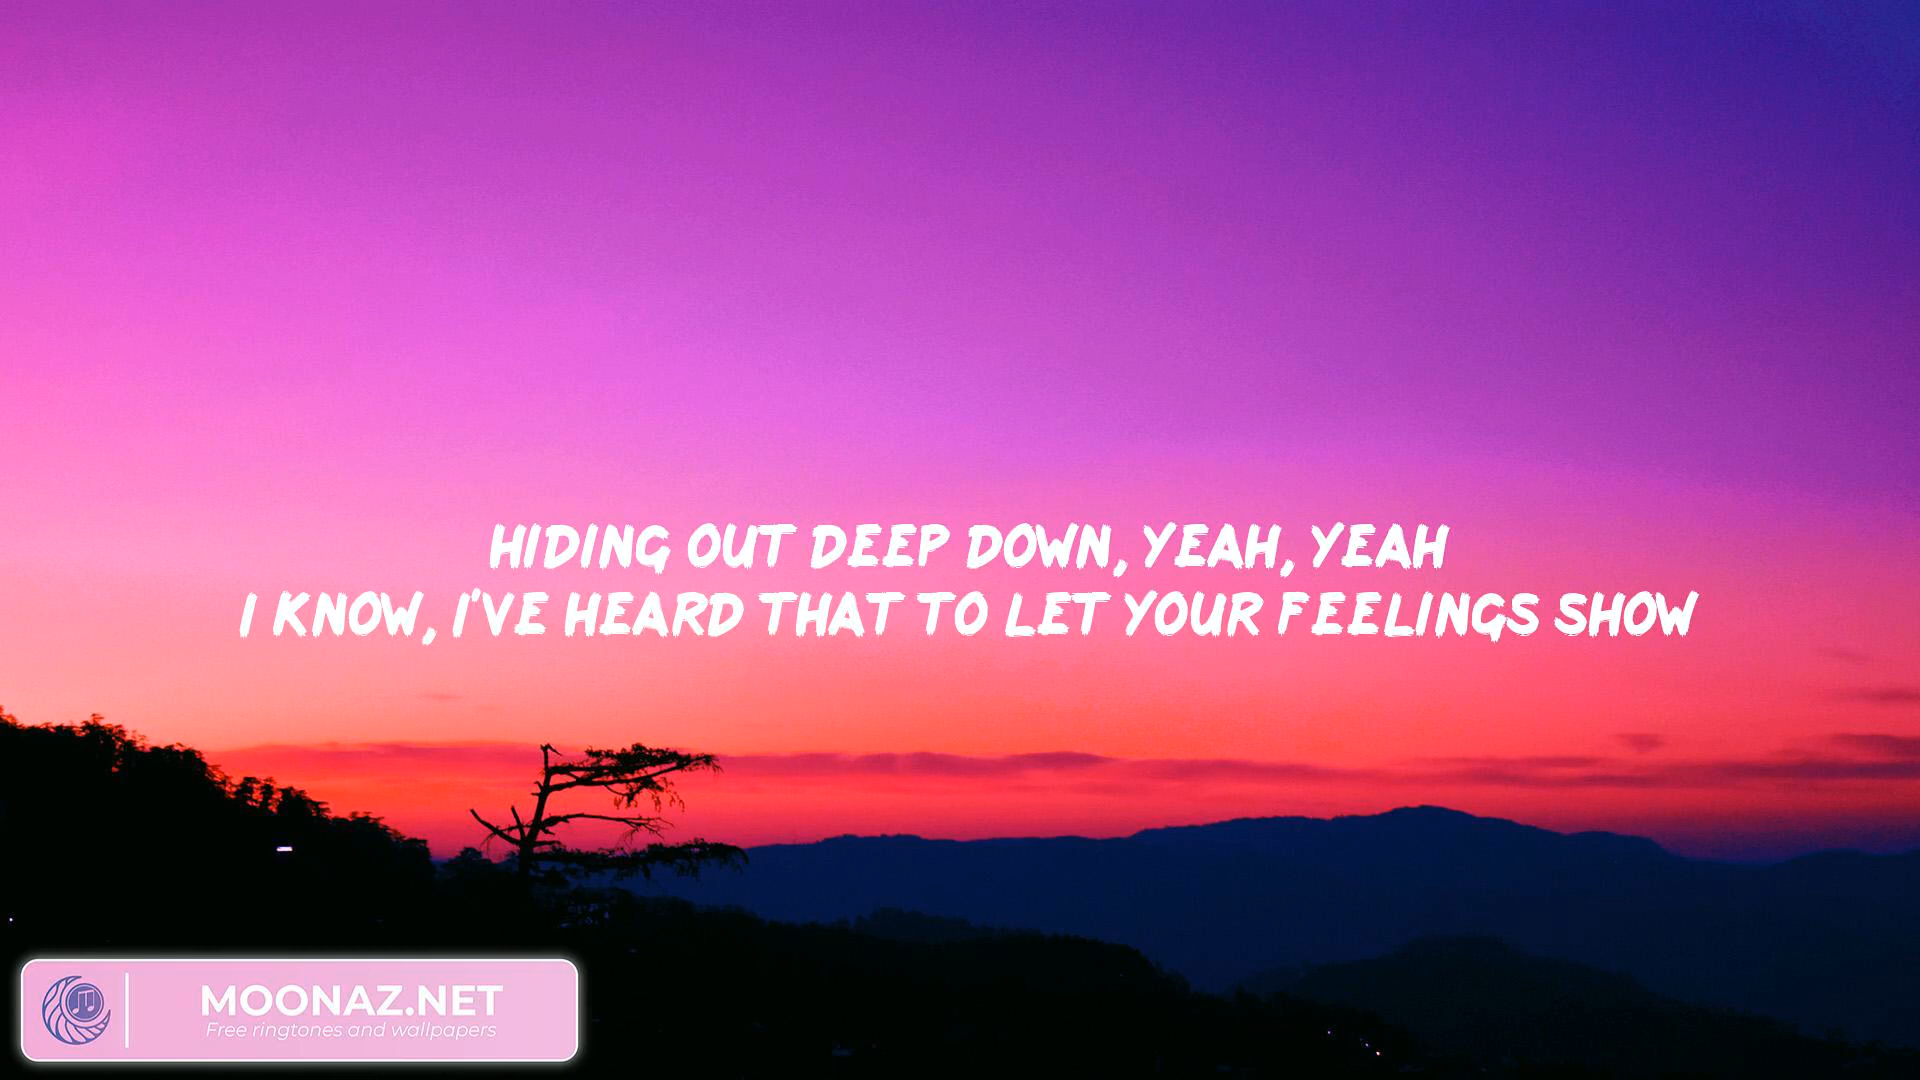 HIDING OUT DEEP DOWN, YEAH, YEAH
I KNOW, I'VE HEARD THAT TO LET YOUR FEELINGS SHOW
MOONAZ.NET
Free ringtones and wallpapers